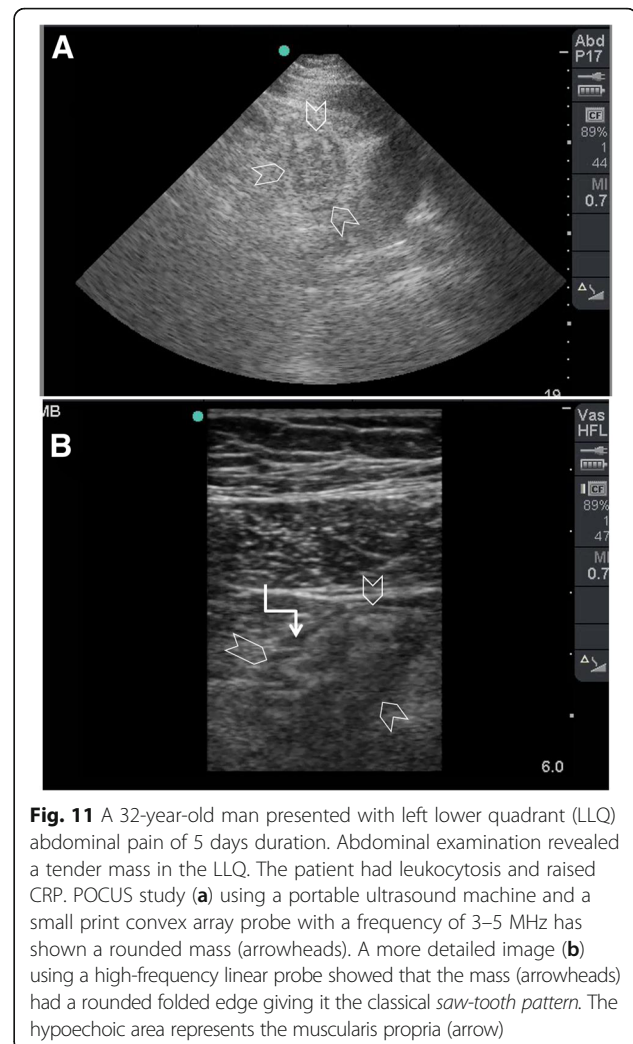 A
Abd
P17
CF
89%
1
44
MI
0.7
19
MB
B
Vas
HFL
CF
89%
1
47
MI
0.7
6.0
Fig. 11 A 32-year-old man presented with left lower quadrant (LLQ)
abdominal pain of 5 days duration. Abdominal examination revealed
a tender mass in the LLQ. The patient had leukocytosis and raised
CRP. POCUS study (a) using a portable ultrasound machine and a
small print convex array probe with a frequency of 3–5 MHz has
shown a rounded mass (arrowheads). A more detailed image (b)
using a high-frequency linear probe showed that the mass (arrowheads)
had a rounded folded edge giving it the classical saw-tooth pattern. The
hypoechoic area represents the muscularis propria (arrow)